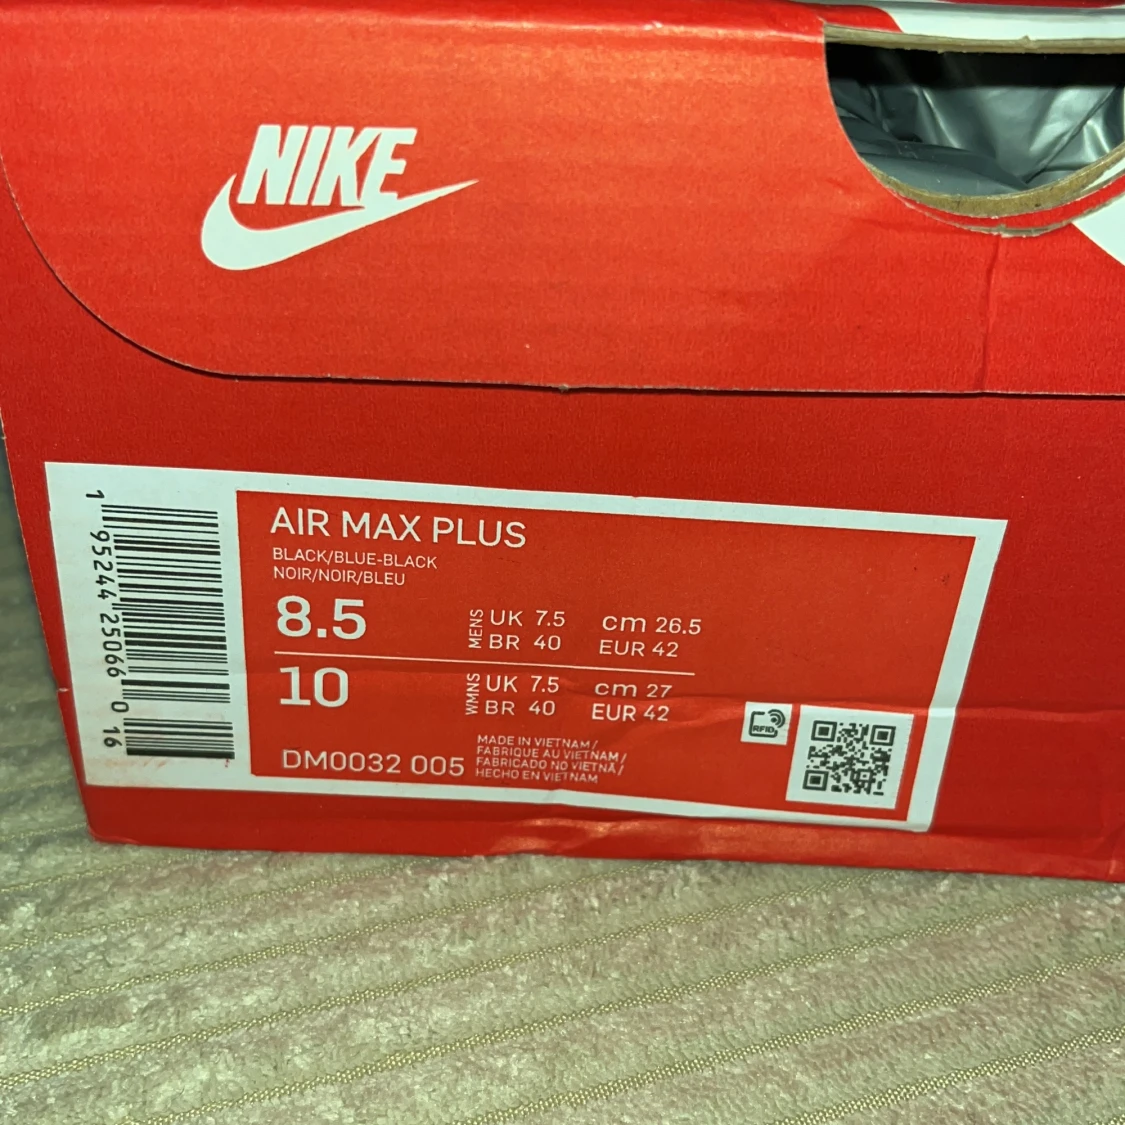 NIKE
AIR MAX PLUS
BLACK/BLUE-BLACK
NOIR/NOIR/BLEU
8.5
MENS
UK 7.5 cm 26.5
BR 40 EUR 42
10
WMNS
UK 7.5 cm 27
BR 40 EUR 42
DM0032 005
MADE IN VIETNAM/
FABRIQUE AU VIETNAM/
FABRICADO NO VIETNÃ/
HECHO EN VIETNAM
RFID
1 95244 25066 0 16